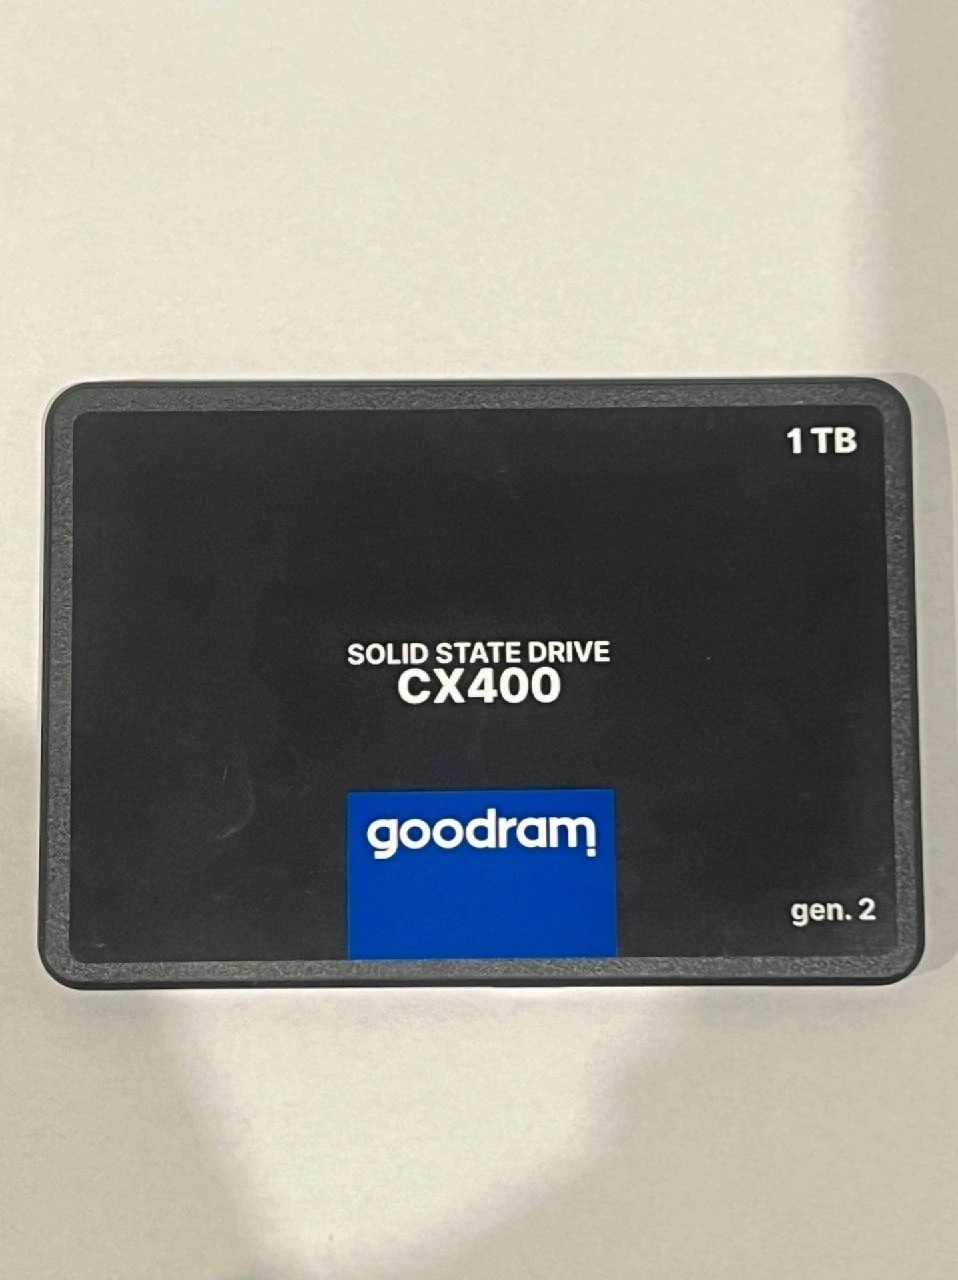 1 TB
SOLID STATE DRIVE
CX400
goodram
gen. 2